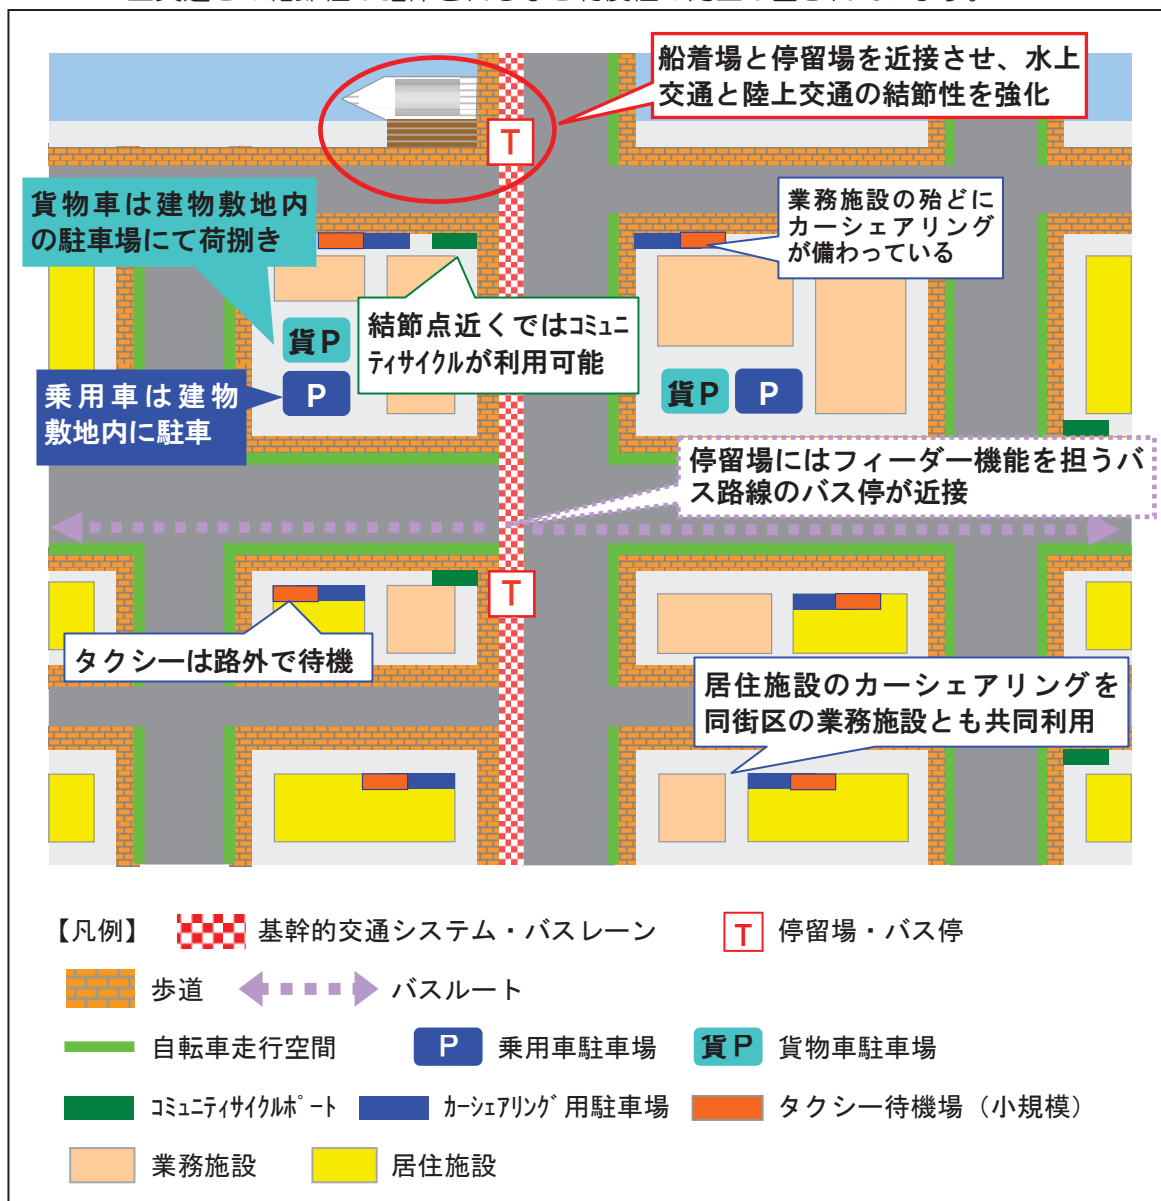 船着場と停留場を近接させ、水上
交通と陸上交通の結節性を強化
T
貨物車は建物敷地内
の駐車場にて荷捌き
業務施設の殆どに
カーシェアリング
が備わっている
結節点近くではｺﾐｭﾆ
ﾃｨｻｲｸﾙが利用可能
貨P
P
貨P
P
乗用車は建物
敷地内に駐車
停留場にはフィーダー機能を担うバ
ス路線のバス停が近接
T
タクシーは路外で待機
居住施設のカーシェアリングを
同街区の業務施設とも共同利用
【凡例】 基幹的交通システム・バスレーン T 停留場・バス停
歩道 バスルート
自転車走行空間 P 乗用車駐車場 貨P 貨物車駐車場
ｺﾐｭﾆﾃｨｻｲｸﾙﾎﾟｰﾄ ｶｰｼｪｱﾘﾝｸﾞ用駐車場 タクシー待機場（小規模）
業務施設 居住施設